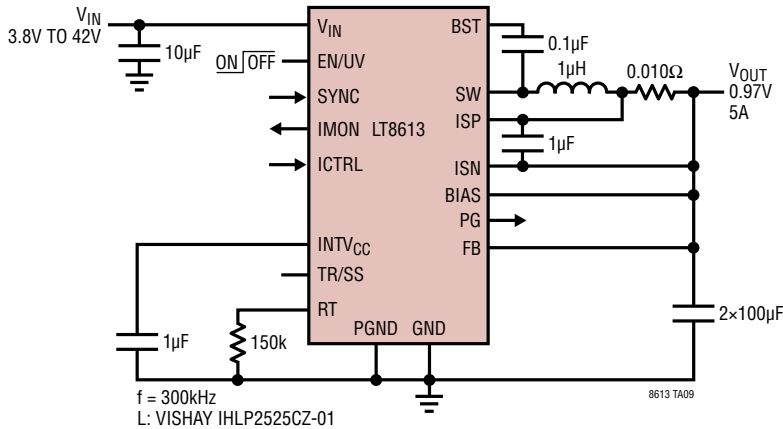 VIN
3.8V TO 42V
10µF
ON OFF
VIN
EN/UV
SYNC
IMON
ICTRL
INTVCC
TR/SS
RT
LT8613
PGND
GND
BST
SW
ISP
ISN
BIAS
PG
FB
0.1µF
1µH
0.010Ω
1µF
VOUT
0.97V
5A
2×100µF
1µF
150k
f = 300kHz
L: VISHAY IHLP2525CZ-01
8613 TA09